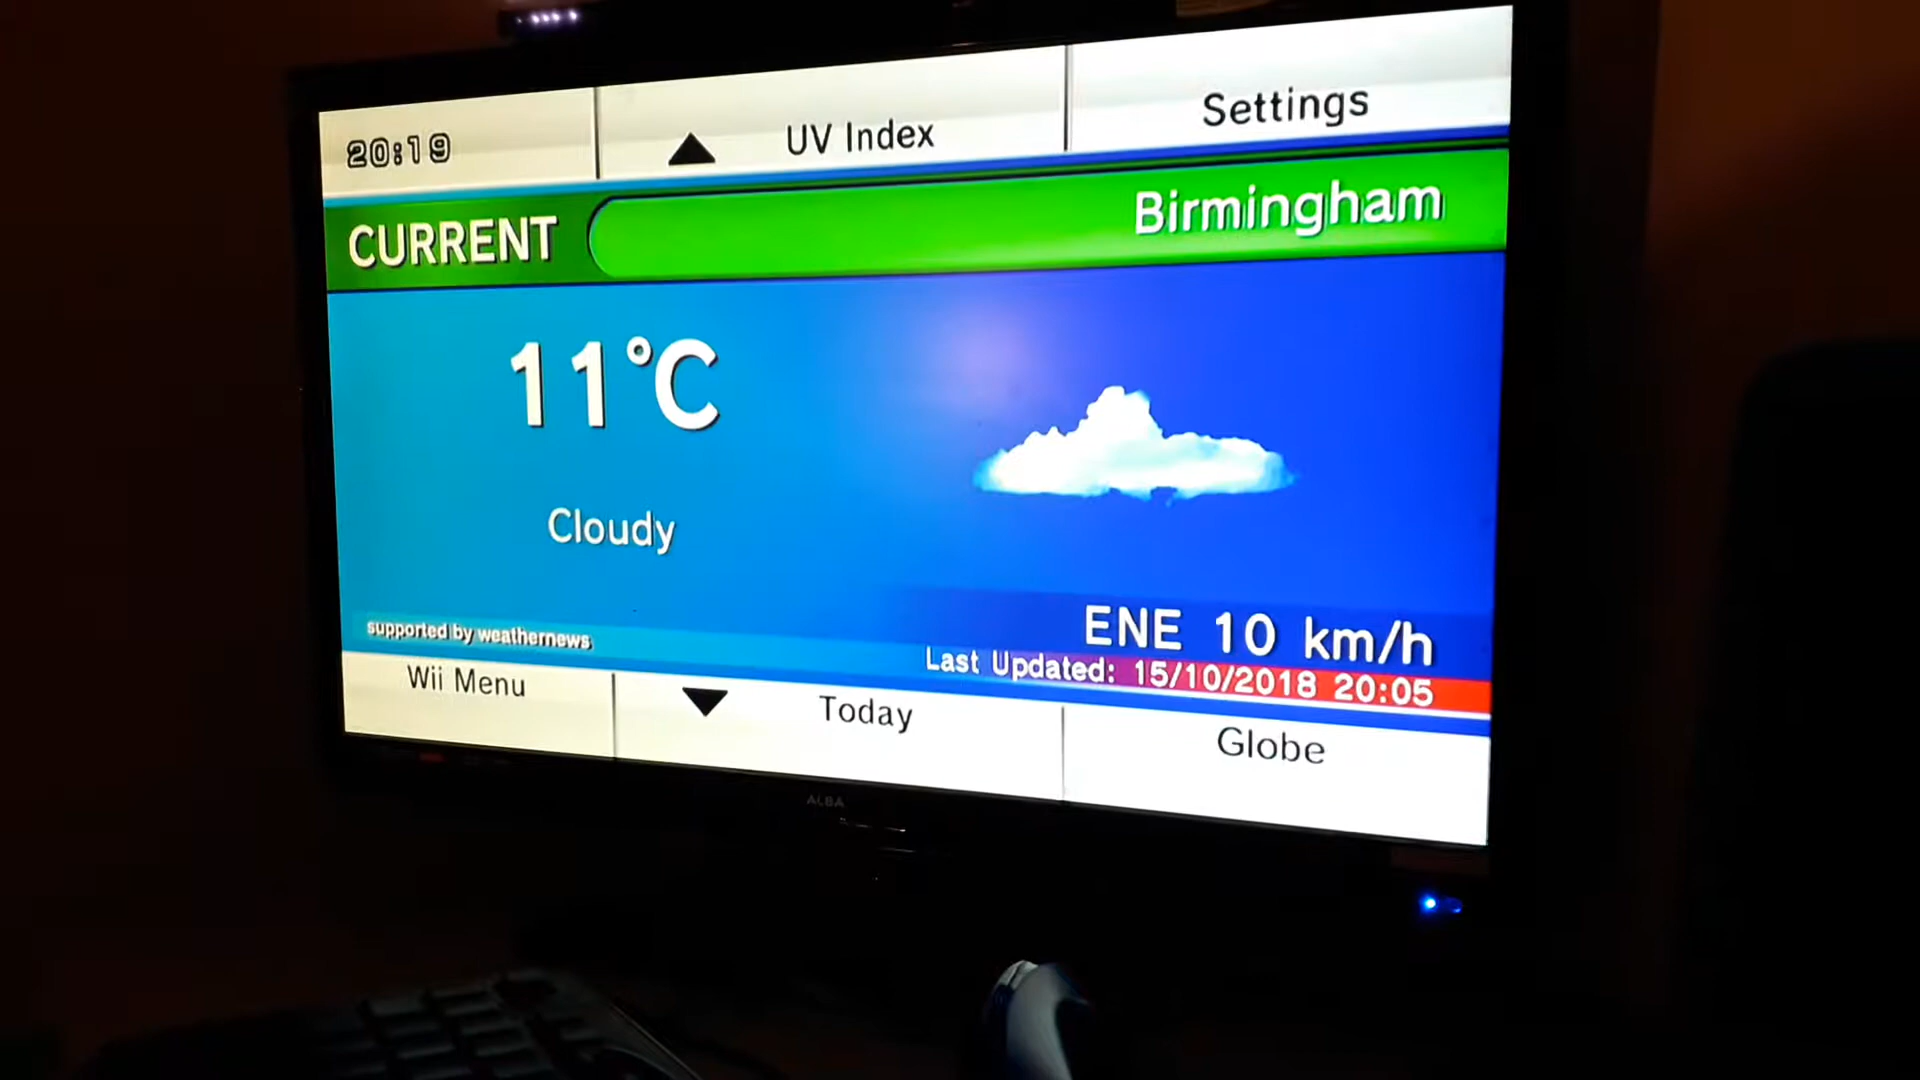 20:19
UV Index
Settings
CURRENT
Birmingham
11°C
Cloudy
ENE 10 km/h
supported by weathernews
Last Updated: 15/10/2018 20:05
Wii Menu
Today
Globe
ALBA